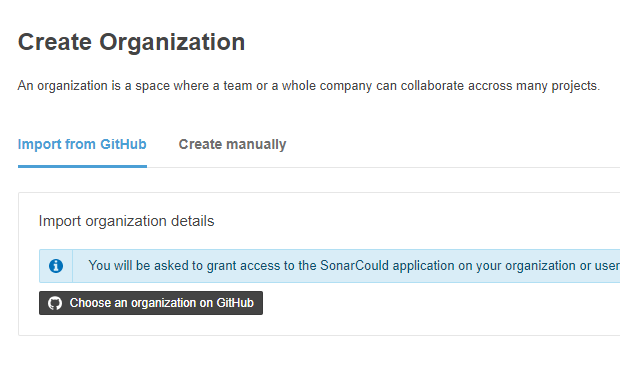 Create Organization
An organization is a space where a team or a whole company can collaborate accross many projects.
Import from GitHub
Create manually
Import organization details
You will be asked to grant access to the SonarCould application on your organization or user
Choose an organization on GitHub